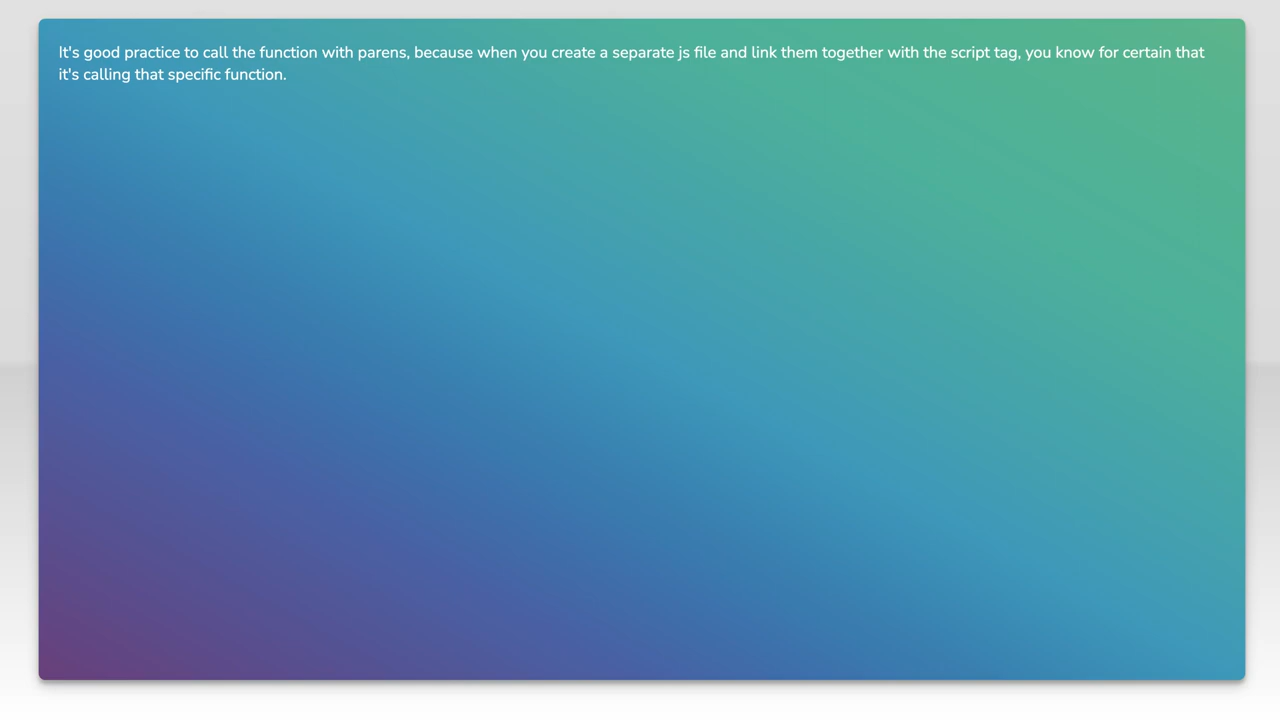 It's good practice to call the function with parens, because when you create a separate js file and link them together with the script tag, you know for certain that
it's calling that specific function.